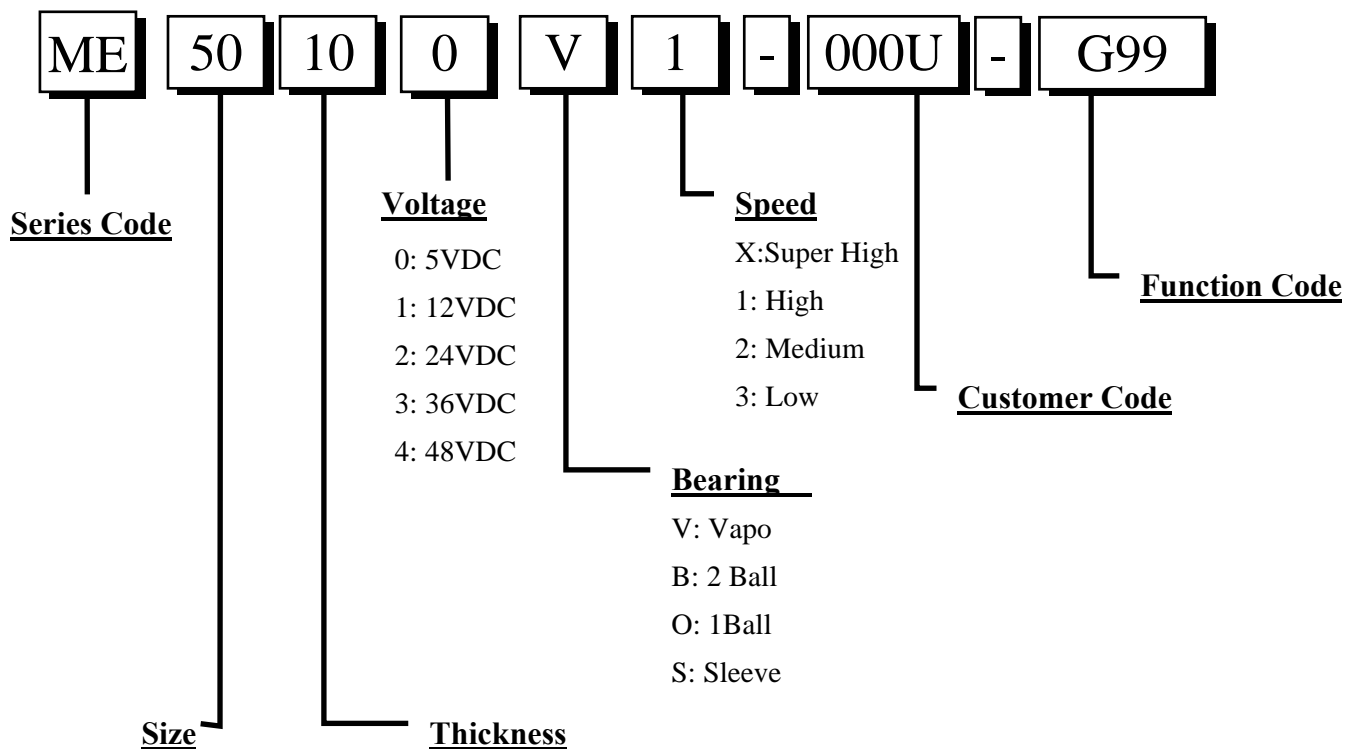 ME 50 10 0 V 1 - 000U - G99
Series Code
Voltage
0: 5VDC
1: 12VDC
2: 24VDC
3: 36VDC
4: 48VDC
Speed
X:Super High
1: High
2: Medium
3: Low
Function Code
Customer Code
Bearing
V: Vapo
B: 2 Ball
O: 1Ball
S: Sleeve
Size
Thickness